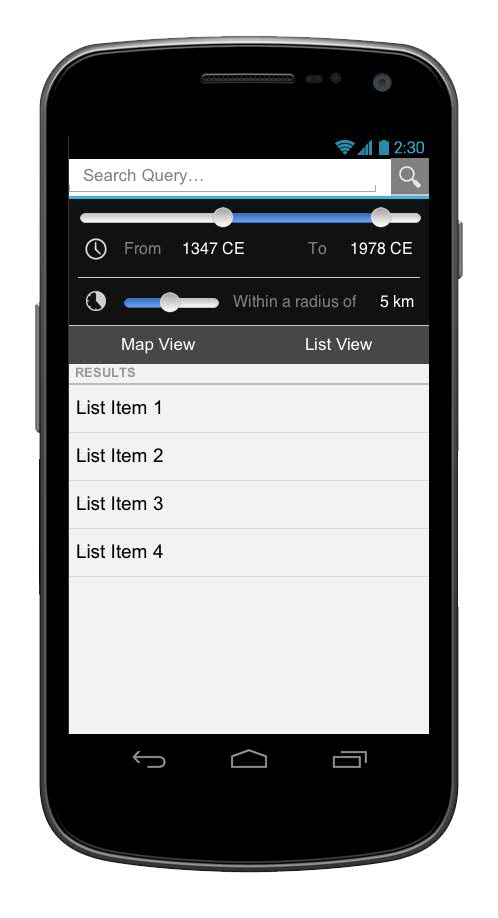 2:30
Search Query...
From 1347 CE To 1978 CE
Within a radius of 5 km
Map View List View
RESULTS
List Item 1
List Item 2
List Item 3
List Item 4